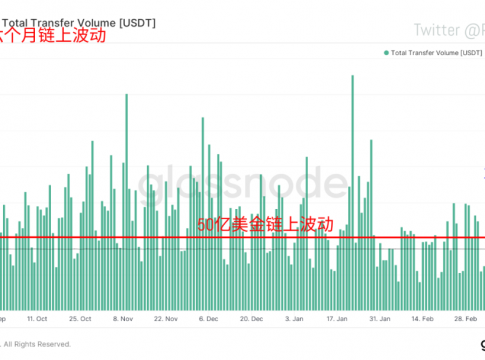 Total Transfer Volume [USDT]
Twitter @
个月链上波动
Total Transfer Volume [USDT]
glassnode
50亿美金链上波动
11. Oct
25. Oct
8. Nov
22. Nov
6. Dec
20. Dec
3. Jan
17. Jan
31. Jan
14. Feb
28. Feb
All Rights Reserved.